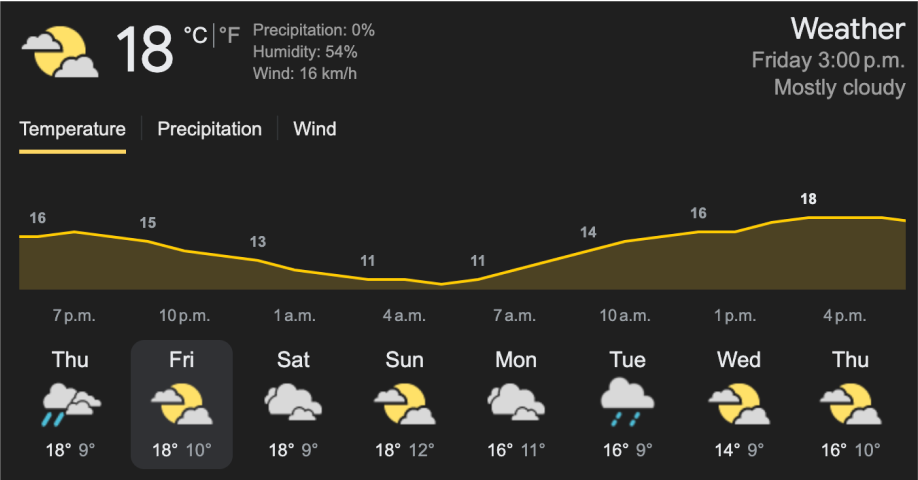 18 °C | °F
Precipitation: 0%
Humidity: 54%
Wind: 16 km/h
Weather
Friday 3:00 p.m.
Mostly cloudy
Temperature Precipitation Wind
16 15 13 11 11 14 16 18
7 p.m. 10 p.m. 1 a.m. 4 a.m. 7 a.m. 10 a.m. 1 p.m. 4 p.m.
Thu Fri Sat Sun Mon Tue Wed Thu
18° 9° 18° 10° 18° 9° 18° 12° 16° 11° 16° 9° 14° 9° 16° 10°